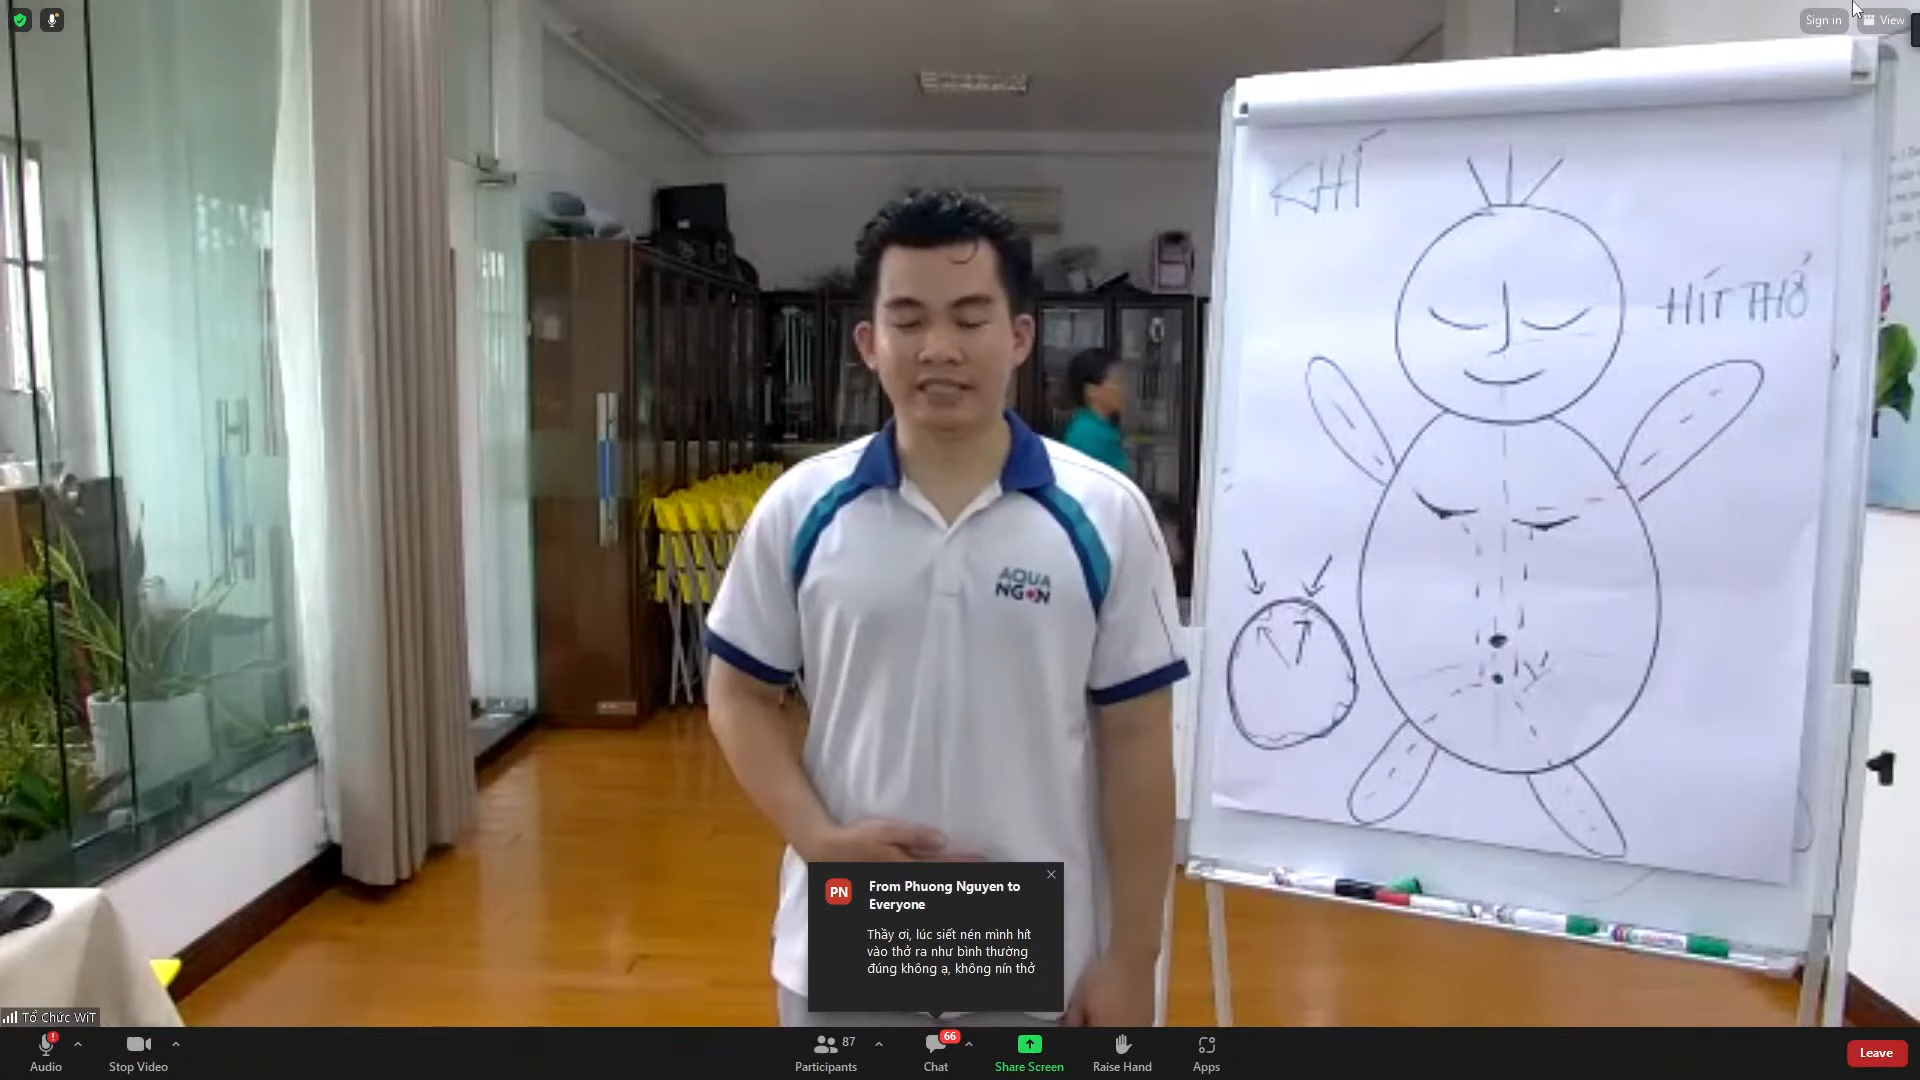 Sign in
View
KHÍ
HÍT THỞ
AQUA
NGON
PN
From Phuong Nguyen to
Everyone
Thầy ơi, lúc siết nén mình hít
vào thở ra như bình thường
đúng không ạ, không nín thở
Tổ Chức WiT
Audio
Stop Video
87
Participants
66
Chat
Share Screen
Raise Hand
Apps
Leave